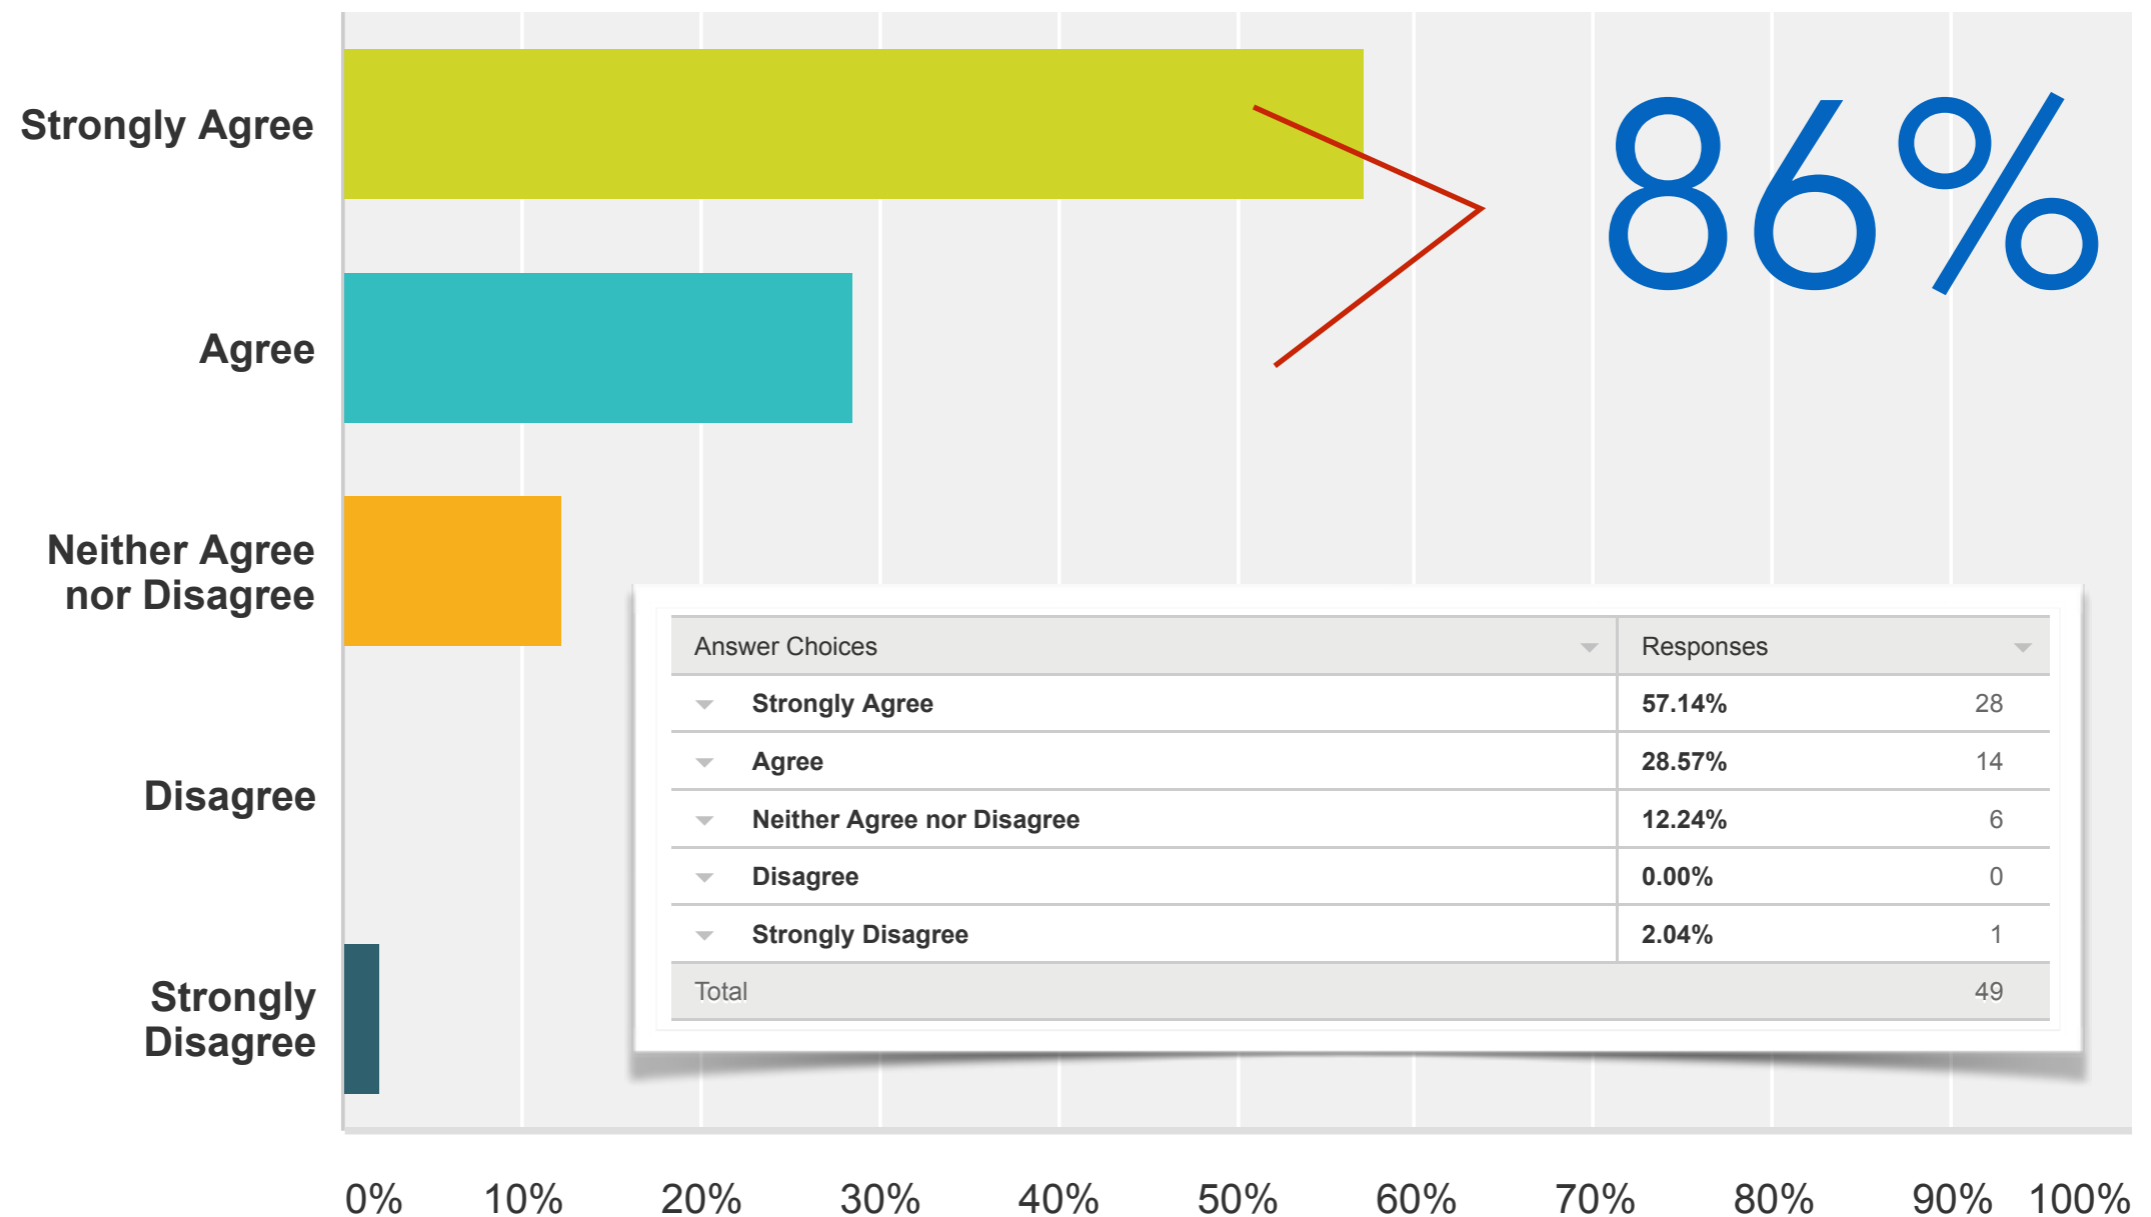 Strongly Agree
86%
Agree
Neither Agree
nor Disagree
Disagree
Strongly
Disagree
Answer Choices Responses
Strongly Agree 57.14% 28
Agree 28.57% 14
Neither Agree nor Disagree 12.24% 6
Disagree 0.00% 0
Strongly Disagree 2.04% 1
Total 49
0% 10% 20% 30% 40% 50% 60% 70% 80% 90% 100%